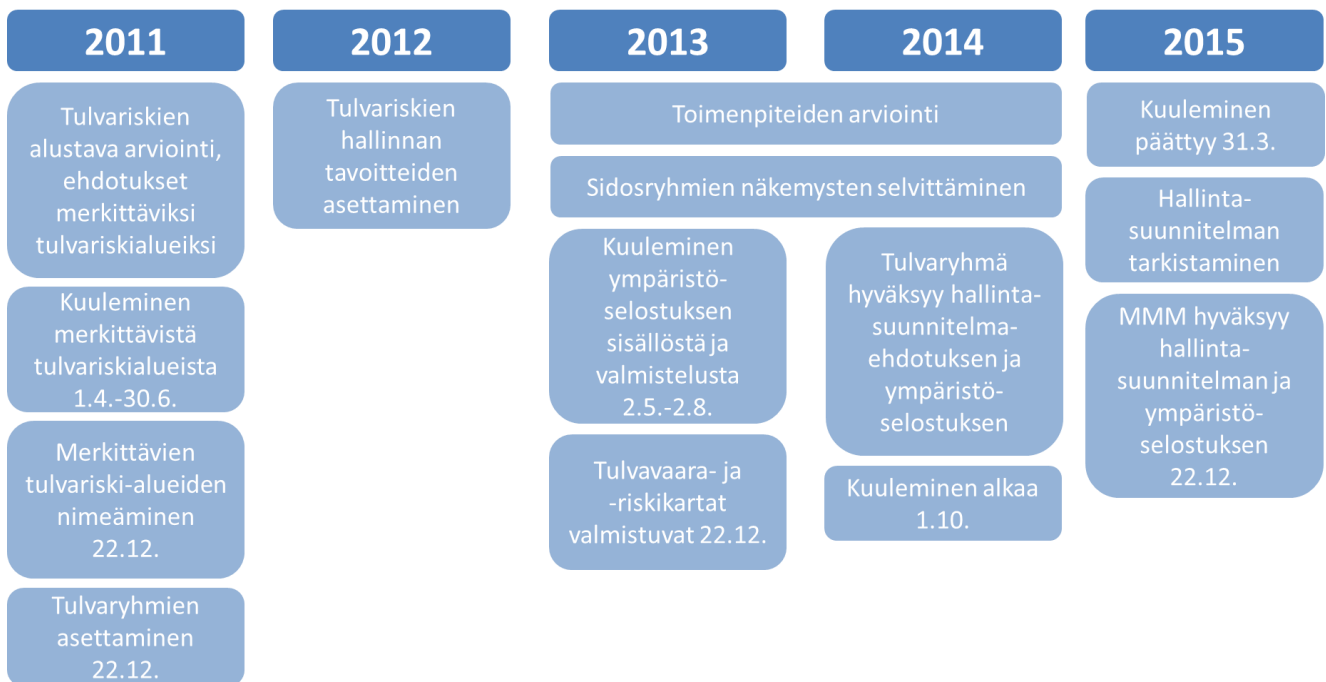 2011
Tulvariskien
alustava arviointi,
ehdotukset
merkittäviksi
tulvariskialueiksi
Kuuleminen
merkittävistä
tulvariskialueista
1.4.-30.6.
Merkittävien
tulvariski-alueiden
nimeäminen
22.12.
Tulvaryhmien
asettaminen
22.12.
2012
Tulvariskien
hallinnan
tavoitteiden
asettaminen
2013
2014
Toimenpiteiden arviointi
Sidosryhmien näkemysten selvittäminen
Kuuleminen
ympäristö-
selostuksen
sisällöstä ja
valmistelusta
2.5.-2.8.
Tulvavaara- ja
-riskikartat
valmistuvat 22.12.
Tulvaryhmä
hyväksyy hallinta-
suunnitelma-
ehdotuksen ja
ympäristö-
selostuksen
Kuuleminen alkaa
1.10.
2015
Kuuleminen
päättyy 31.3.
Hallinta-
suunnitelman
tarkistaminen
MMM hyväksyy
hallinta-
suunnitelman ja
ympäristö-
selostuksen
22.12.